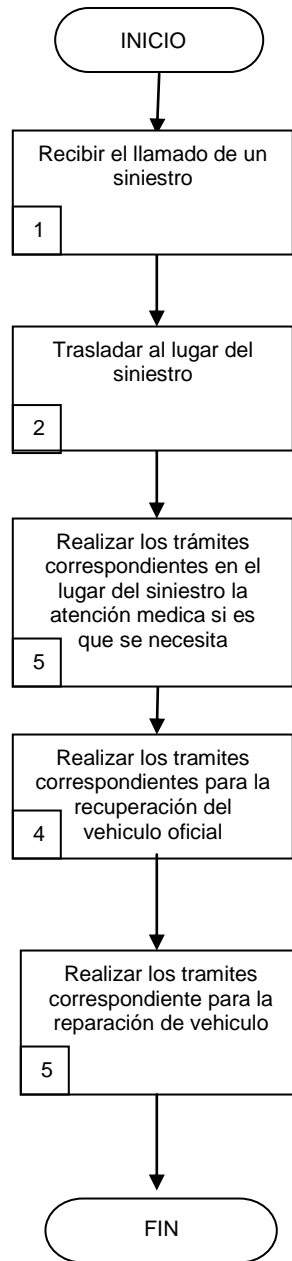 INICIO
Recibir el llamado de un
siniestro
1
Trasladar al lugar del
siniestro
2
Realizar los trámites
correspondientes en el
lugar del siniestro la
atención medica si es
que se necesita
5
Realizar los tramites
correspondientes para la
recuperación del
vehiculo oficial
4
Realizar los tramites
correspondiente para la
reparación de vehiculo
5
FIN